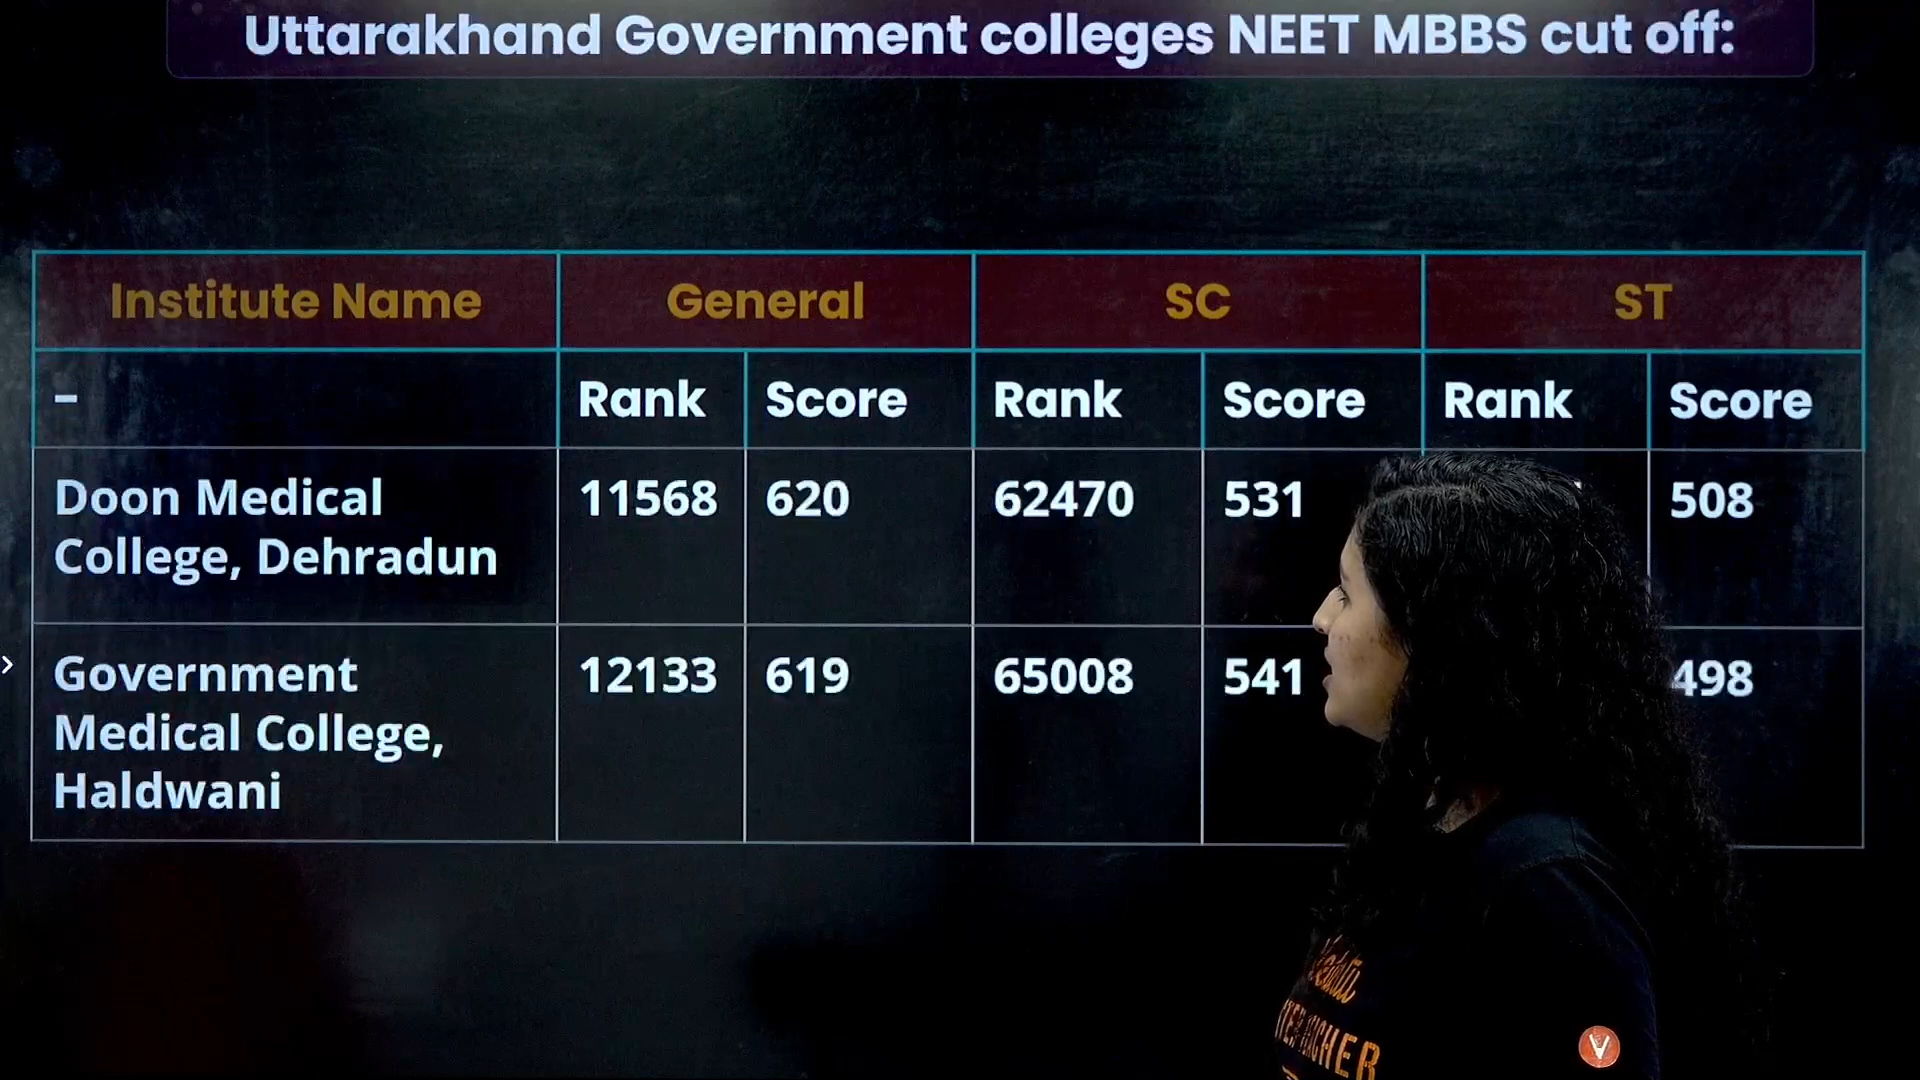 Uttarakhand Government colleges NEET MBBS cut off:
Institute Name General SC ST
– Rank Score Rank Score Rank Score
Doon Medical 11568 620 62470 531 508
College, Dehradun
Government 12133 619 65008 541 498
Medical College,
Haldwani
V